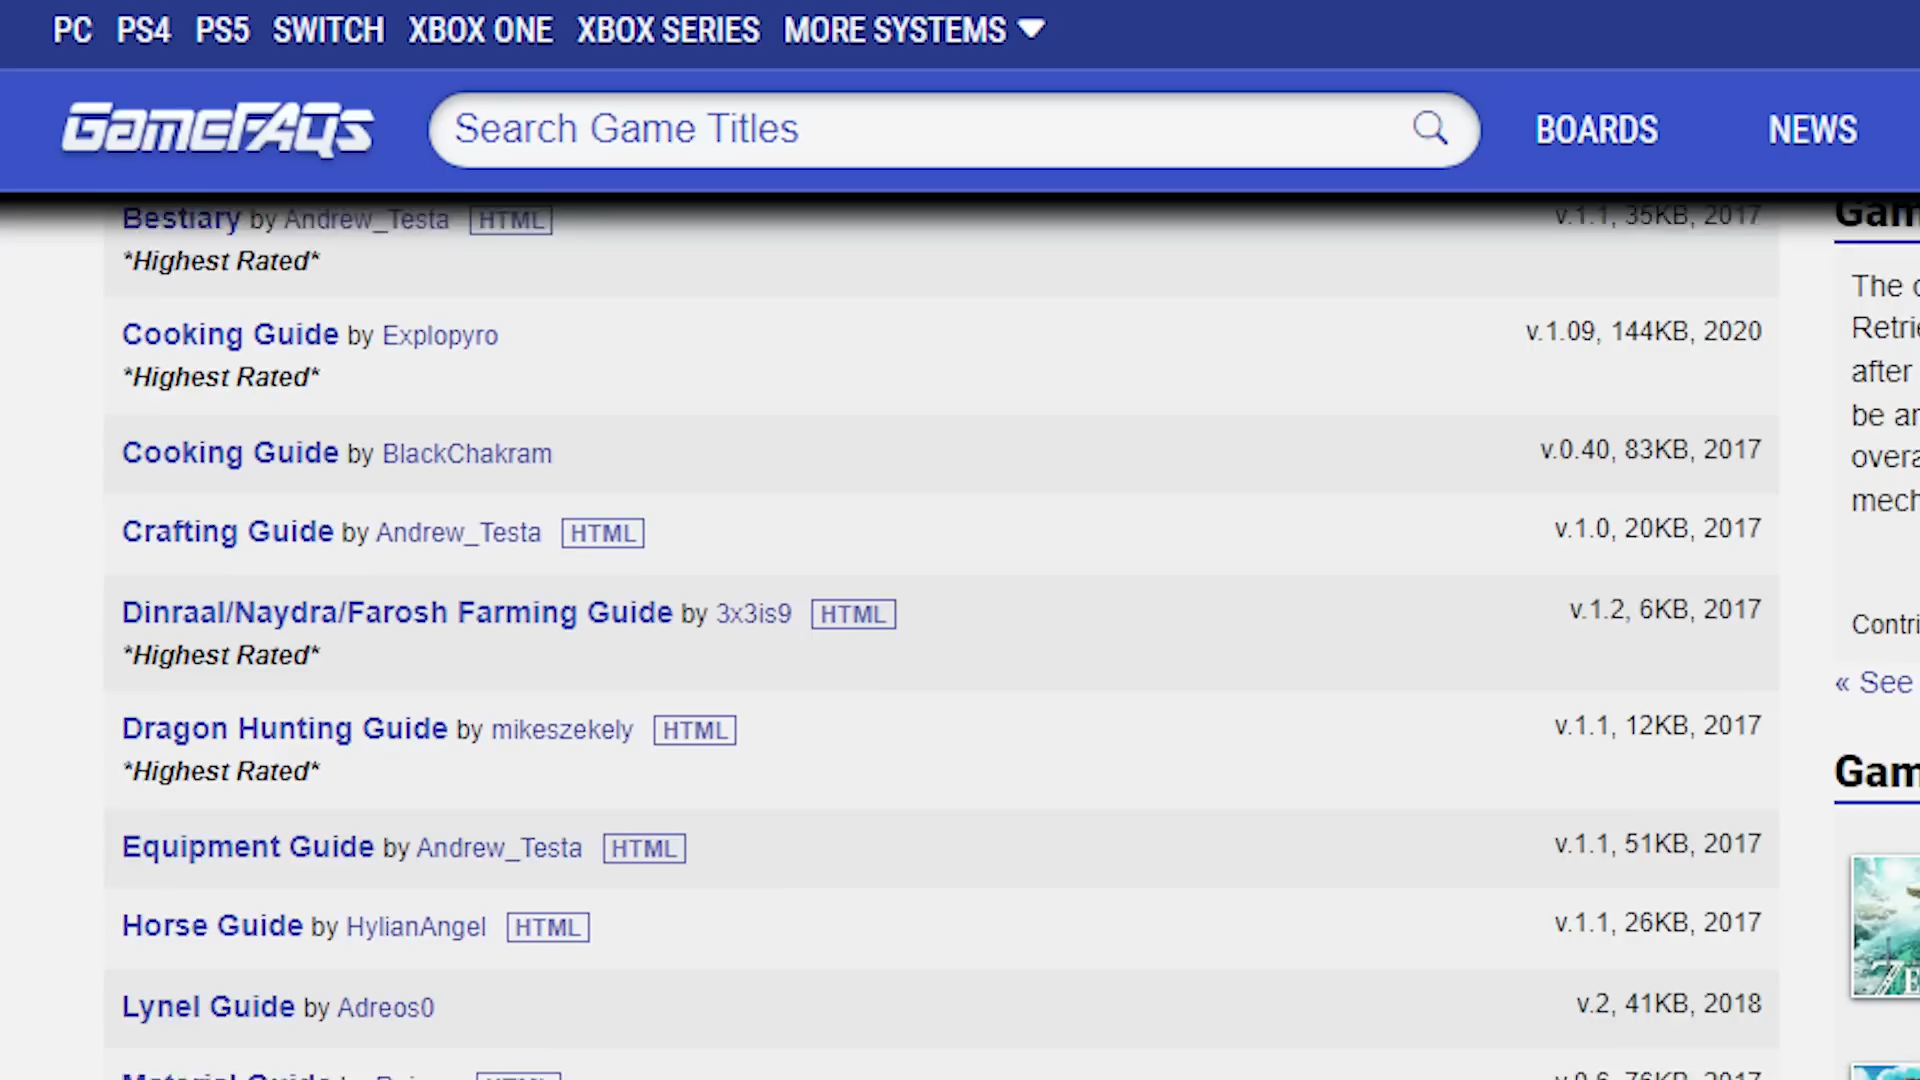 PC PS4 PS5 SWITCH XBOX ONE XBOX SERIES MORE SYSTEMS
GameFAQs Search Game Titles BOARDS NEWS
Bestiary by Andrew_Testa HTML v.1.1, 35KB, 2017
*Highest Rated*
Cooking Guide by Explopyro v.1.09, 144KB, 2020
*Highest Rated*
Cooking Guide by BlackChakram v.0.40, 83KB, 2017
Crafting Guide by Andrew_Testa HTML v.1.0, 20KB, 2017
Dinraal/Naydra/Farosh Farming Guide by 3x3is9 HTML v.1.2, 6KB, 2017
*Highest Rated*
Dragon Hunting Guide by mikeszekely HTML v.1.1, 12KB, 2017
*Highest Rated*
Equipment Guide by Andrew_Testa HTML v.1.1, 51KB, 2017
Horse Guide by HylianAngel HTML v.1.1, 26KB, 2017
Lynel Guide by Adreos0 v.2, 41KB, 2018
Gam
The
Retri
after
be
overa
mech
Contri
« See
Gam